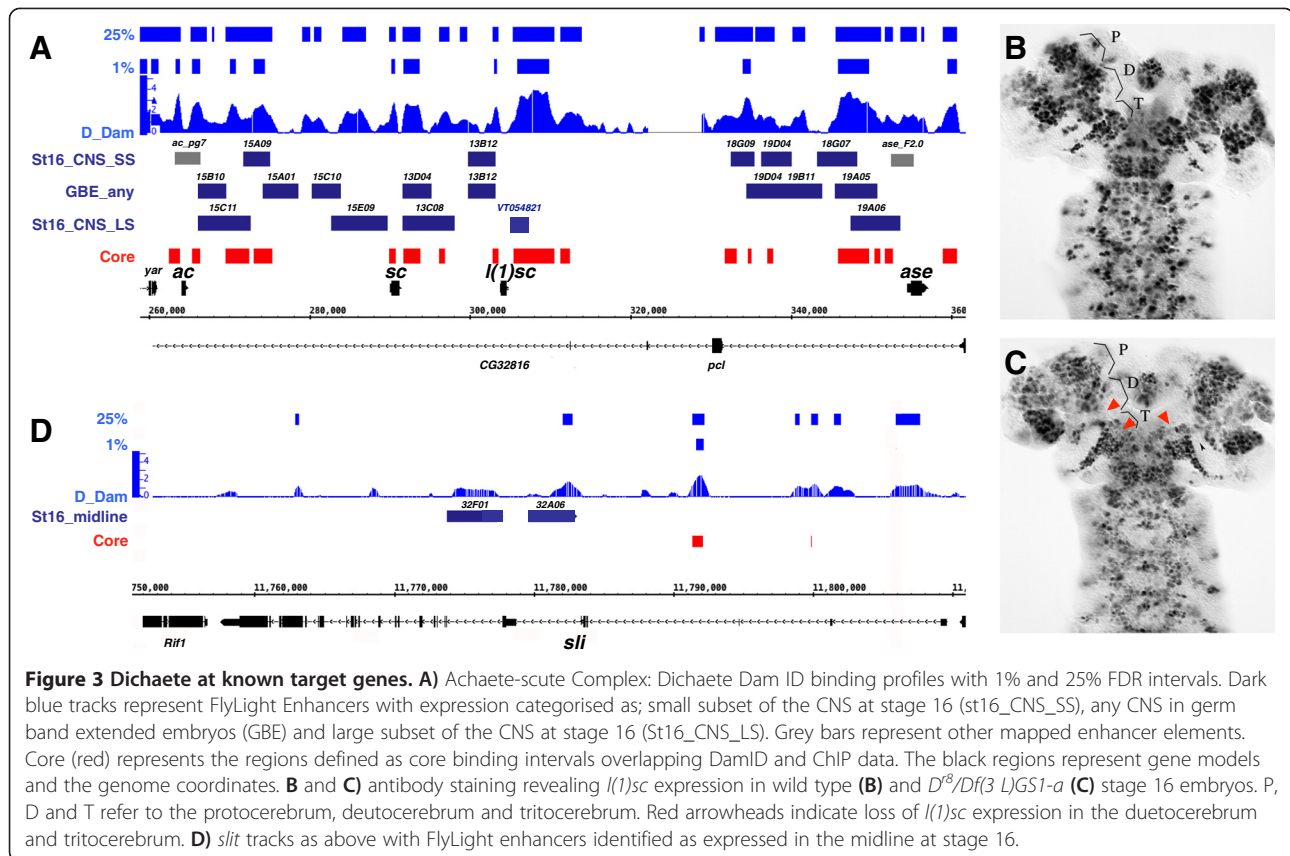 A
25%
1%
4
2
0
D_Dam
ac_pg7 15A09 13B12 18G09 19D04 18G07 ase_F2.0
St16_CNS_SS
15B10 15A01 15C10 13D04 13B12 19D04 19B11 19A05
GBE_any
15C11 15E09 13C08 VT054821 19A06
St16_CNS_LS
Core
yar ac sc l(1)sc ase
260,000 280,000 300,000 320,000 340,000 360
CG32816 pcl
B
P
D
T
C
P
D
T
D
25%
1%
4
2
0
D_Dam
32F01 32A06
St16_midline
Core
750,000 11,760,000 11,770,000 11,780,000 11,790,000 11,800,000 11,
Rif1 sli
Figure 3 Dichaete at known target genes. A) Achaete-scute Complex: Dichaete Dam ID binding profiles with 1% and 25% FDR intervals. Dark
blue tracks represent FlyLight Enhancers with expression categorised as; small subset of the CNS at stage 16 (st16_CNS_SS), any CNS in germ
band extended embryos (GBE) and large subset of the CNS at stage 16 (St16_CNS_LS). Grey bars represent other mapped enhancer elements.
Core (red) represents the regions defined as core binding intervals overlapping DamID and ChIP data. The black regions represent gene models
and the genome coordinates. B and C) antibody staining revealing l(1)sc expression in wild type (B) and Dr8/Df(3 L)GS1-a (C) stage 16 embryos. P,
D and T refer to the protocerebrum, deutocerebrum and tritocerebrum. Red arrowheads indicate loss of l(1)sc expression in the duetocerebrum
and tritocerebrum. D) slit tracks as above with FlyLight enhancers identified as expressed in the midline at stage 16.